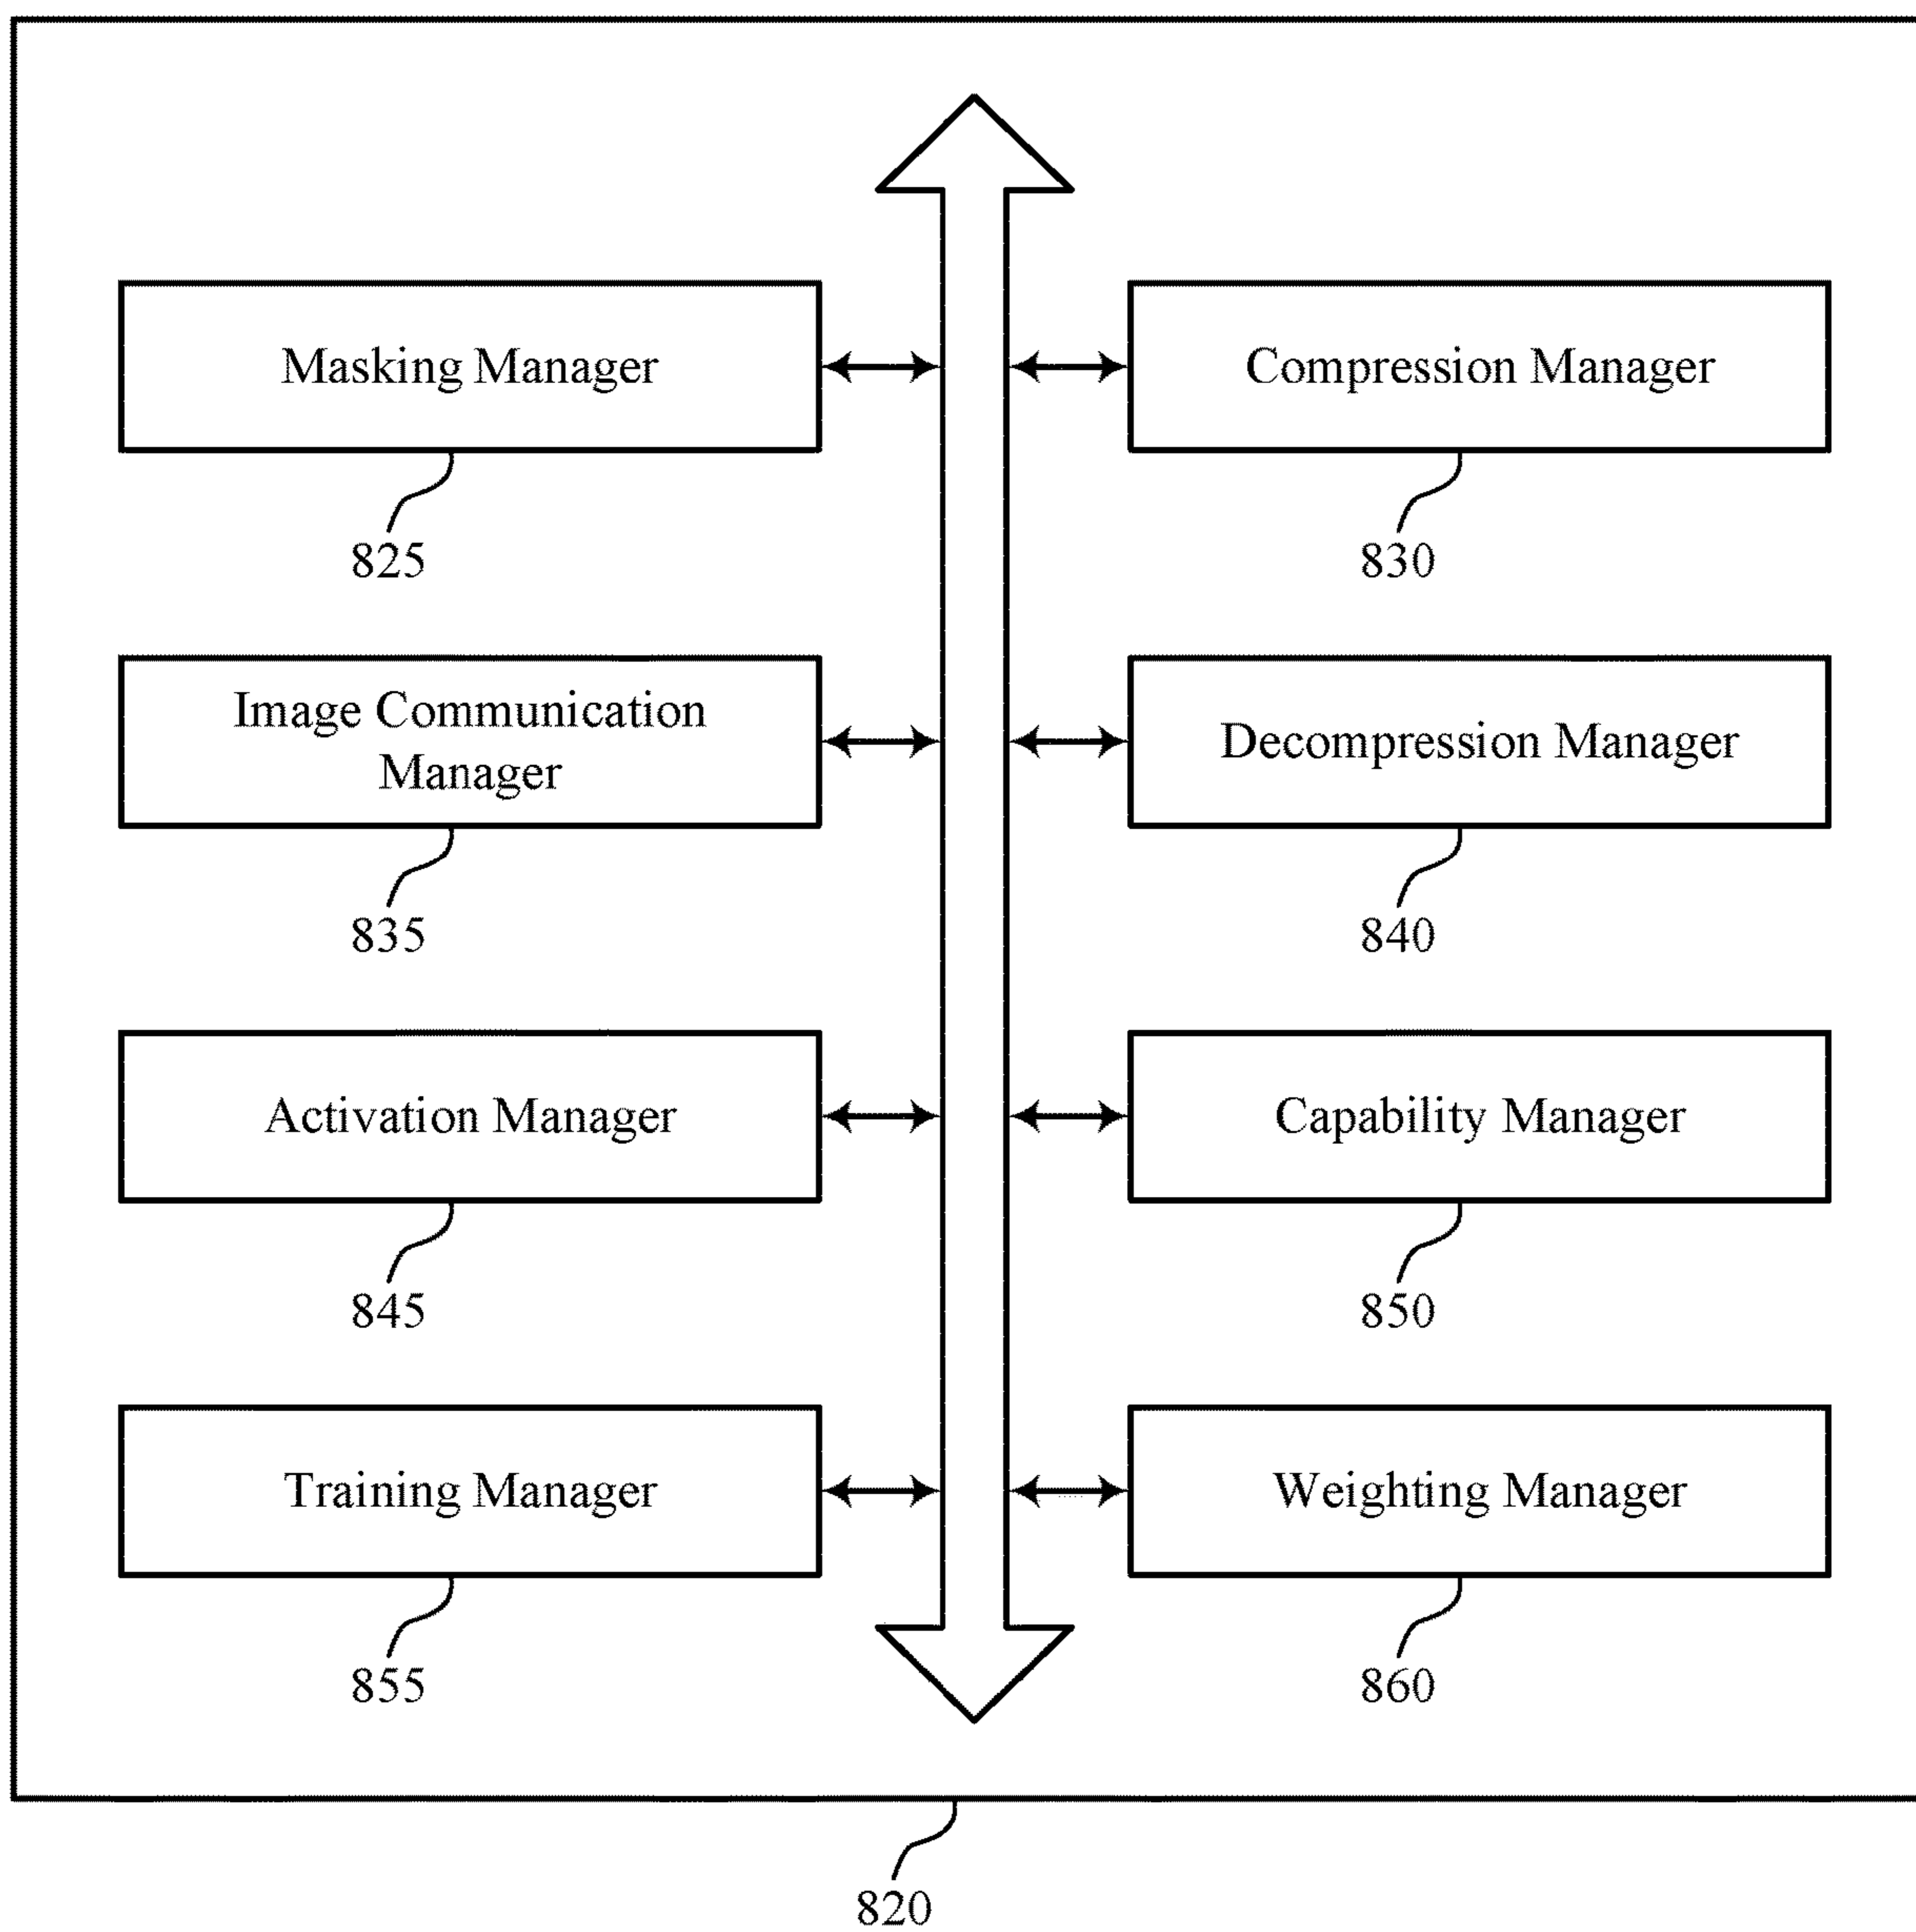 Masking Manager
Compression Manager
825
830
Image Communication
Manager
Decompression Manager
835
840
Activation Manager
Capability Manager
845
850
Training Manager
Weighting Manager
855
860
820